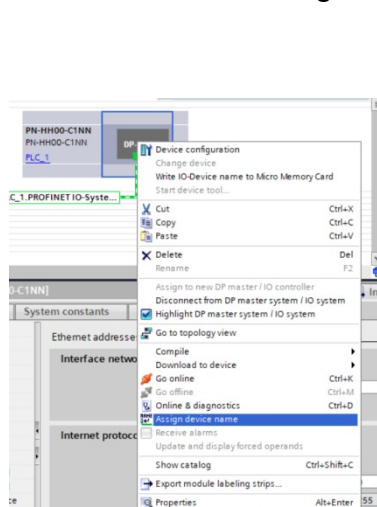 PN-HH00-C1NN
PN-HH00-C1NN
PLC_1
DP-
C_1.PROFINET IO-Syste...
Device configuration
Change device
Write IO-Device name to Micro Memory Card
Start device tool...
Cut Ctrl+X
Copy Ctrl+C
Paste Ctrl+V
Delete Del
Rename F2
Assign to new DP master / IO controller
Disconnect from DP master system / IO system
Highlight DP master system / IO system
Go to topology view
Compile
Download to device
Go online Ctrl+K
Go offline Ctrl+M
Online & diagnostics Ctrl+D
Assign device name
Receive alarms
Update and display forced operands
Show catalog Ctrl+Shift+C
Export module labeling strips...
Properties Alt+Enter
0-C1NN]
In
System constants
Ethernet addresse
Interface netwo
Internet protoc
ce
55